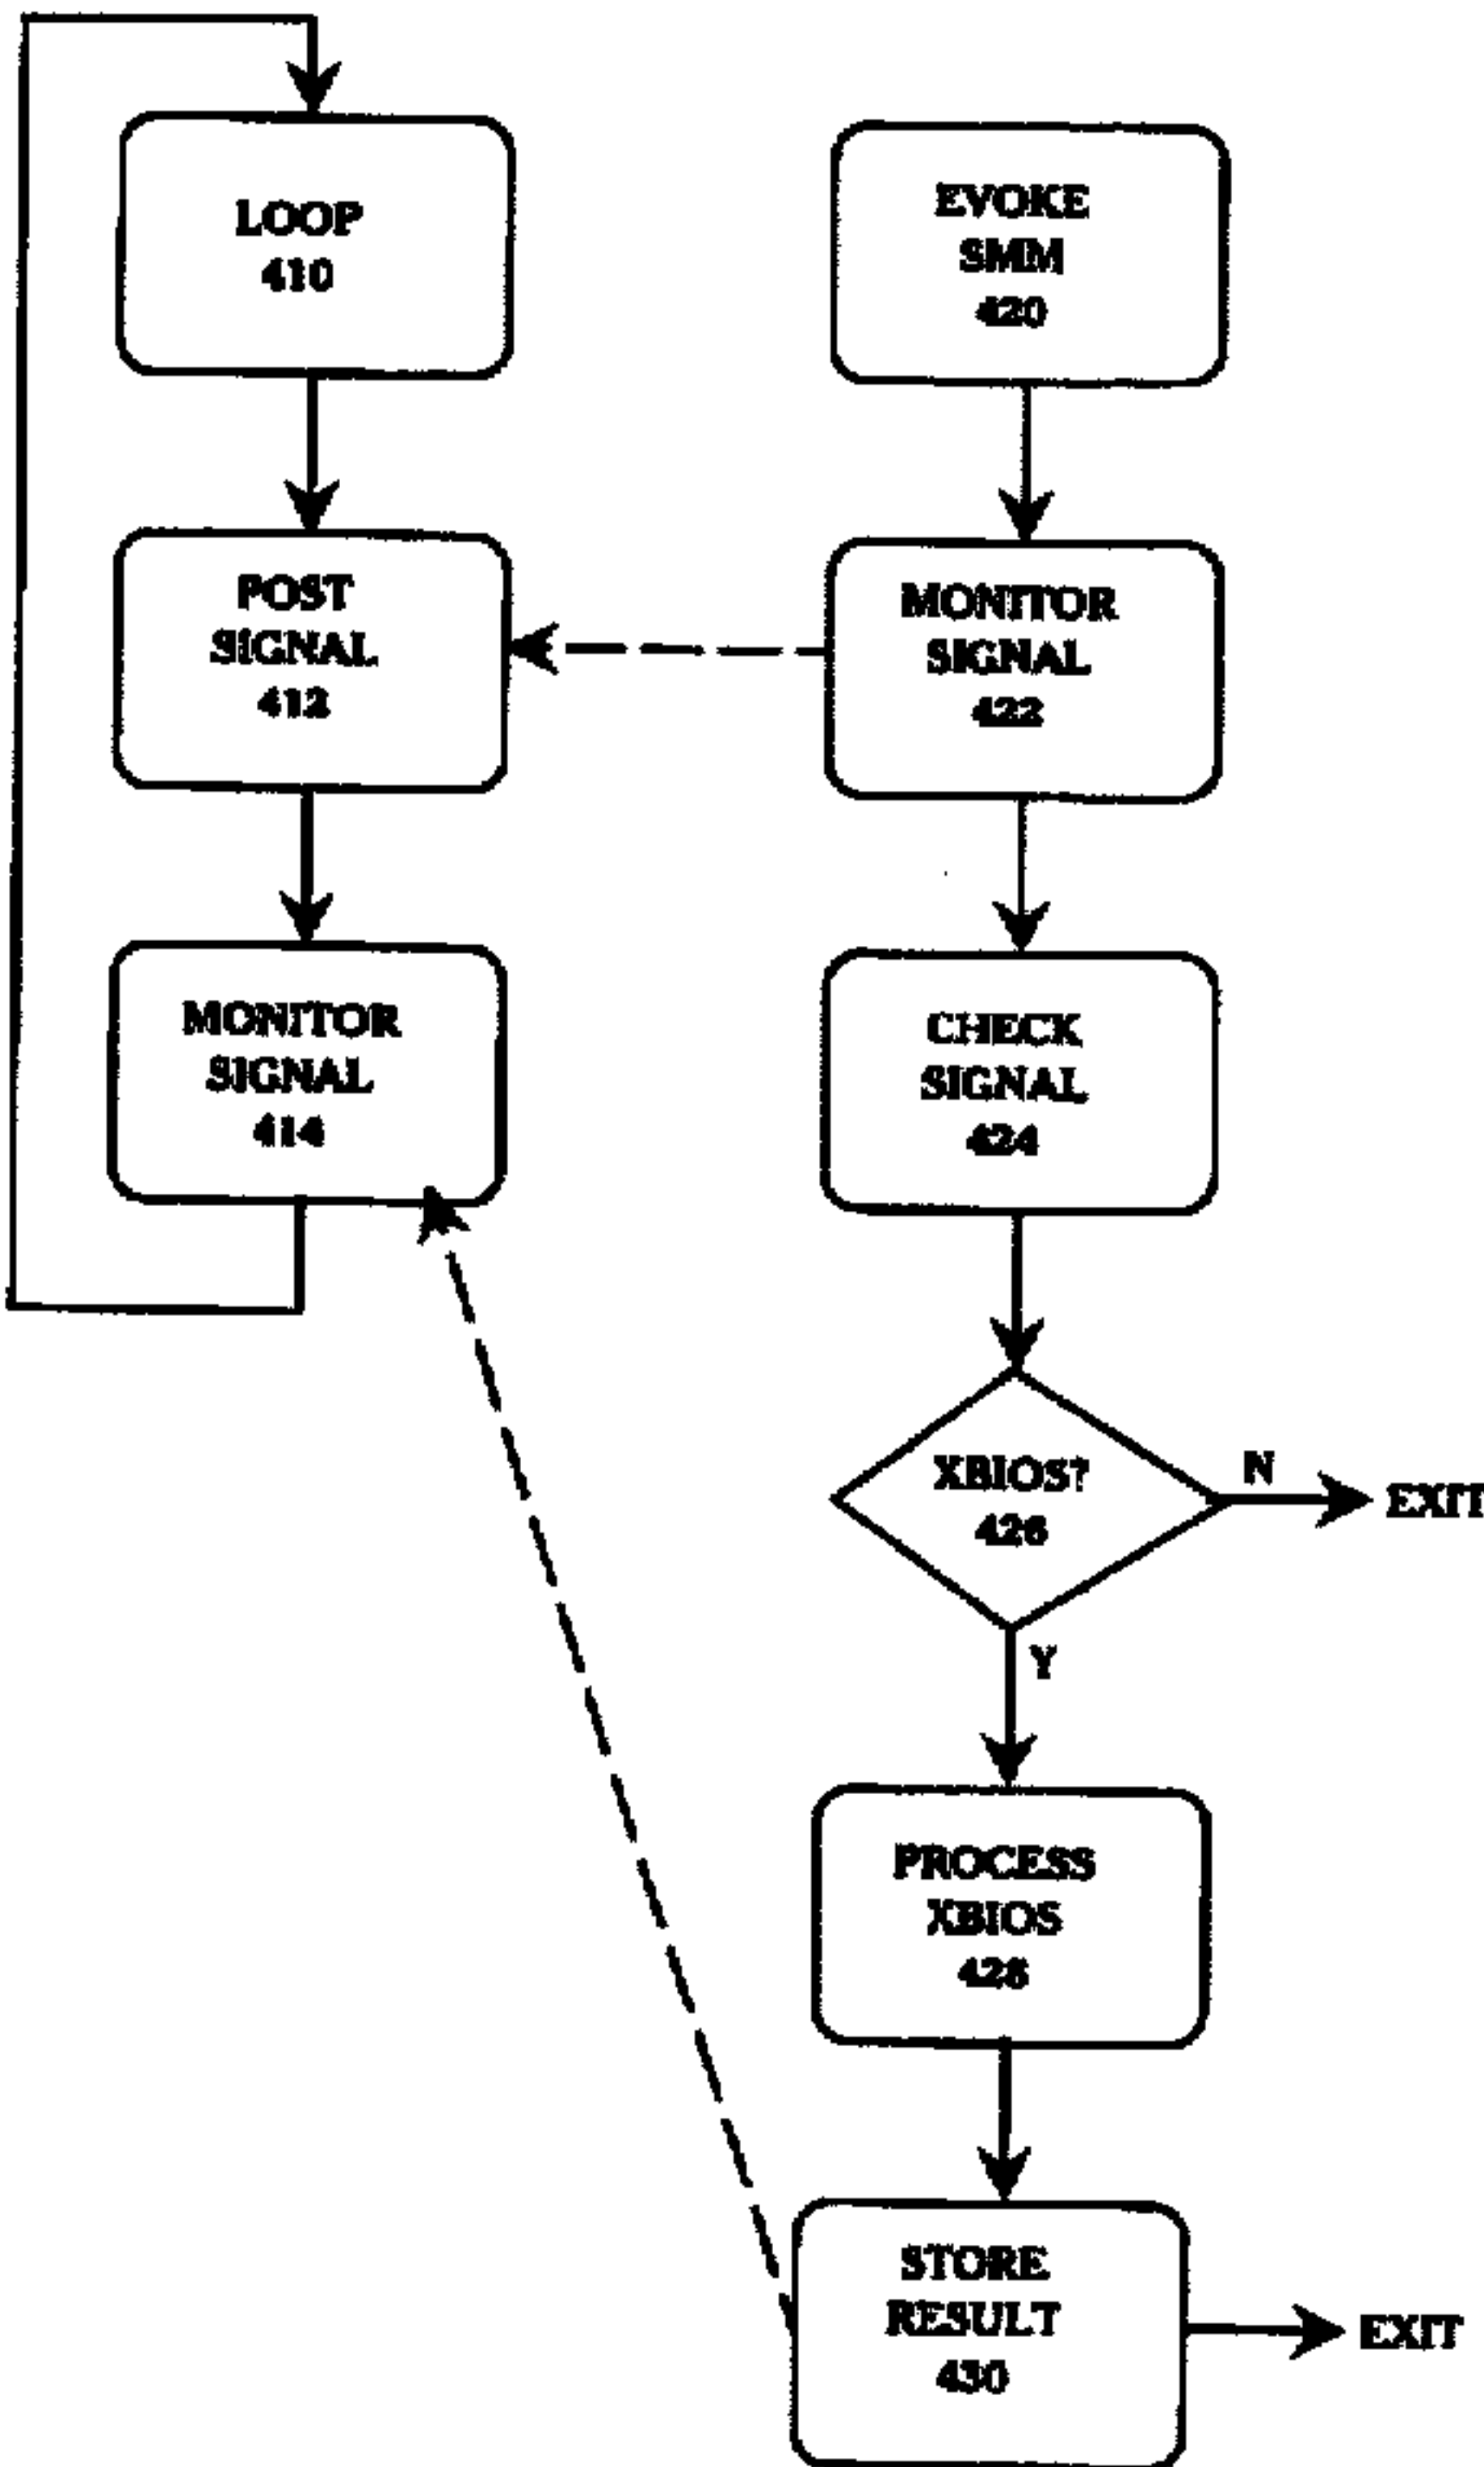 LOOP
410
POST
SIGNAL
412
MONITOR
SIGNAL
414
EVOKE
SMM
420
MONITOR
SIGNAL
422
CHECK
SIGNAL
424
XBIOS?
426
N
EXIT
Y
PROCESS
XBIOS
428
STORE
RESULT
430
EXIT